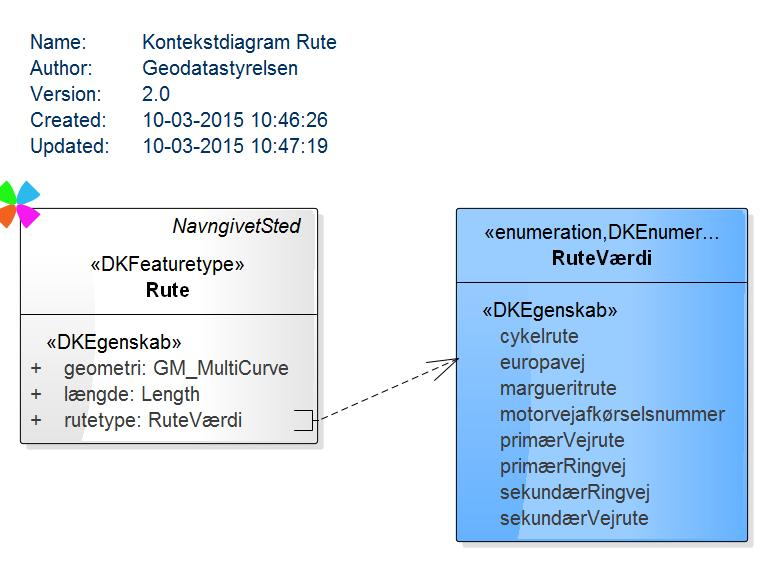 Name: Kontekstdiagram Rute
Author: Geodatastyrelsen
Version: 2.0
Created: 10-03-2015 10:46:26
Updated: 10-03-2015 10:47:19
NavngivetSted
«DKFeaturetype»
Rute
«DKEgenskab»
+ geometri: GM_MultiCurve
+ længde: Length
+ rutetype: RuteVærdi
«enumeration,DKEnumer...
RuteVærdi
«DKEgenskab»
cykelrute
europavej
margueritrute
motorvejafkørselsnummer
primærVejrute
primærRingvej
sekundærRingvej
sekundærVejrute